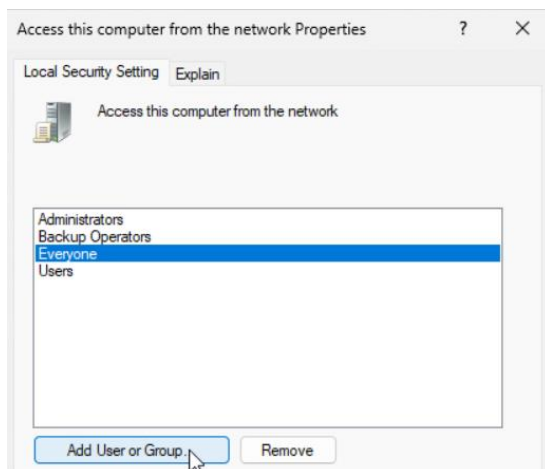 Access this computer from the network Properties ? ×
Local Security Setting Explain
Access this computer from the network
Administrators
Backup Operators
Everyone
Users
Add User or Group... Remove